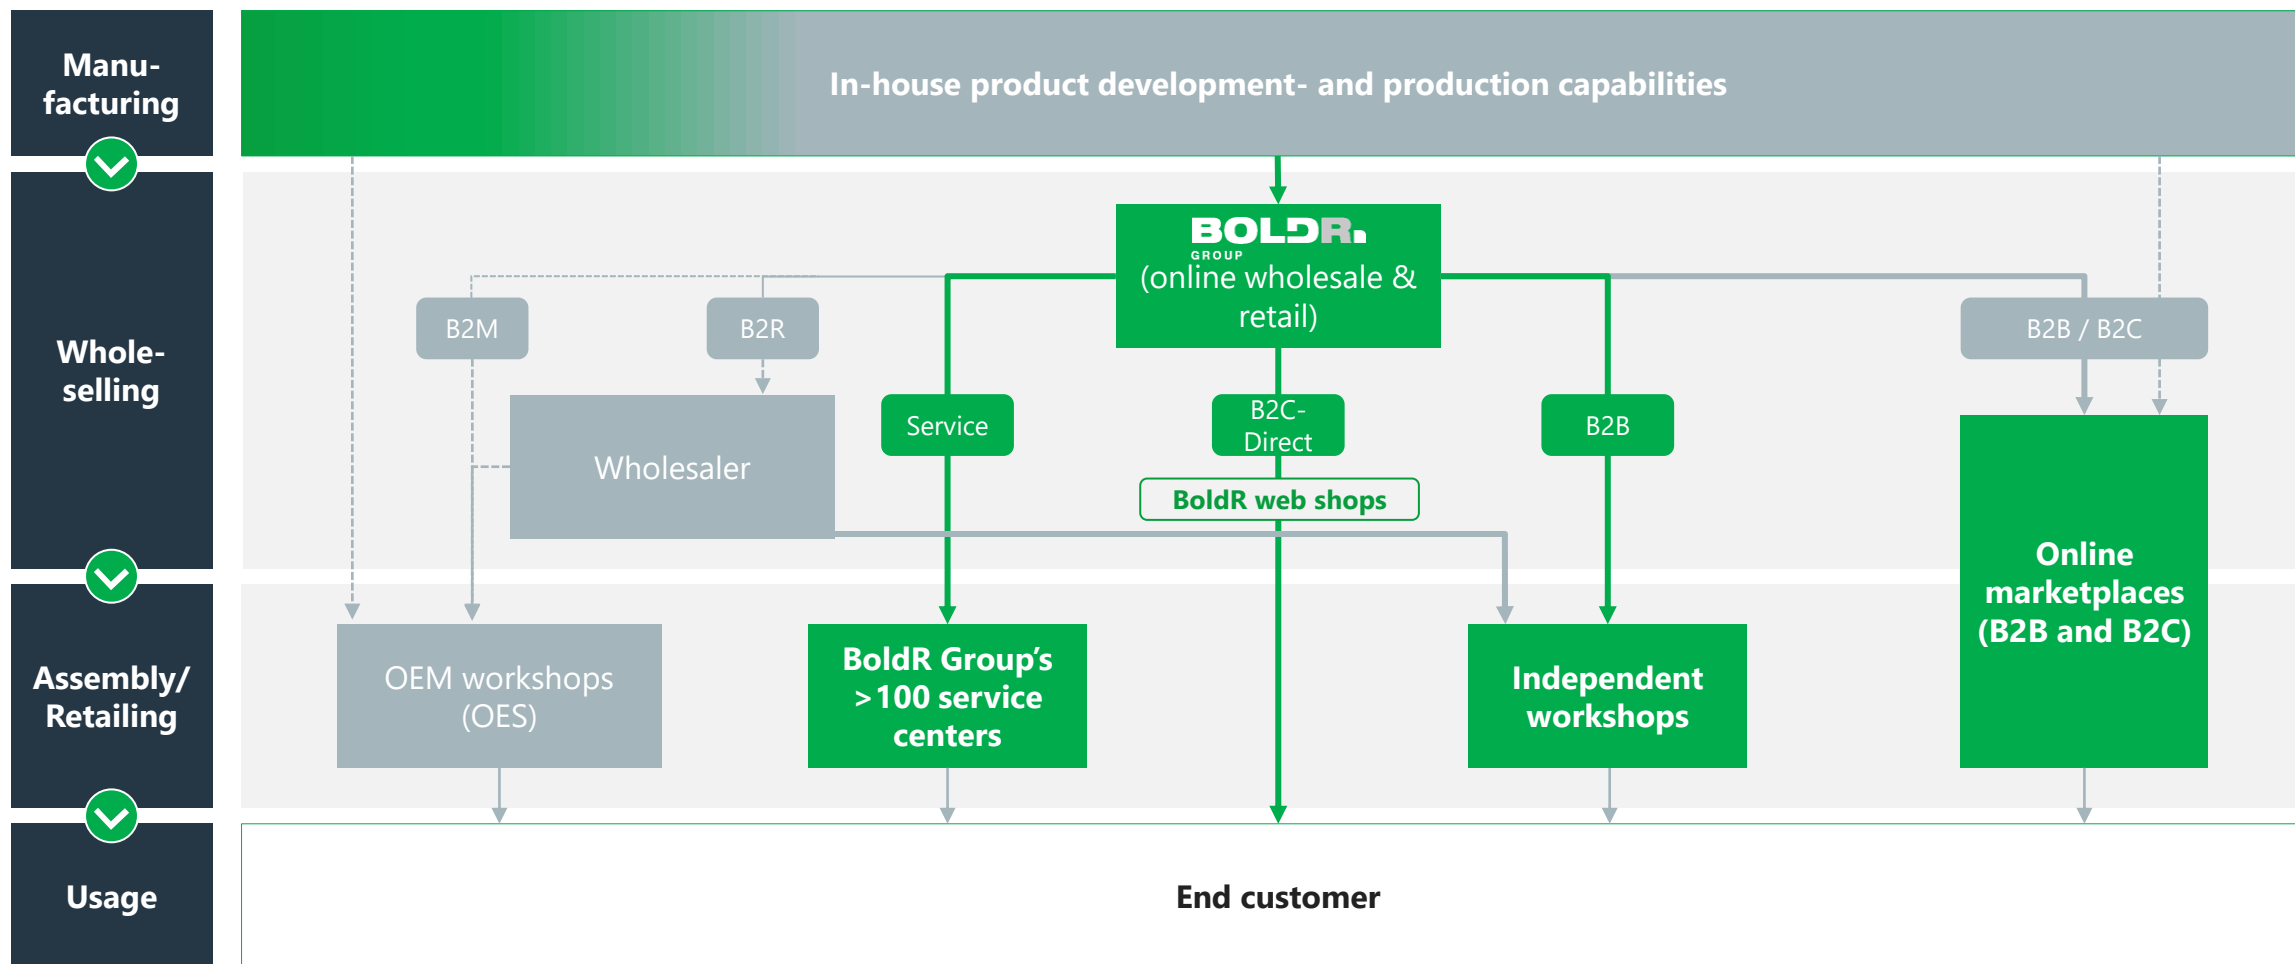 Manu-
facturing
In-house product development- and production capabilities
Whole-
selling
BOLDR.
GROUP
(online wholesale &
retail)
B2M
B2R
B2B / B2C
Service
B2C-
Direct
B2B
Wholesaler
BoldR web shops
Online
marketplaces
(B2B and B2C)
Assembly/
Retailing
OEM workshops
(OES)
BoldR Group’s
>100 service
centers
Independent
workshops
Usage
End customer